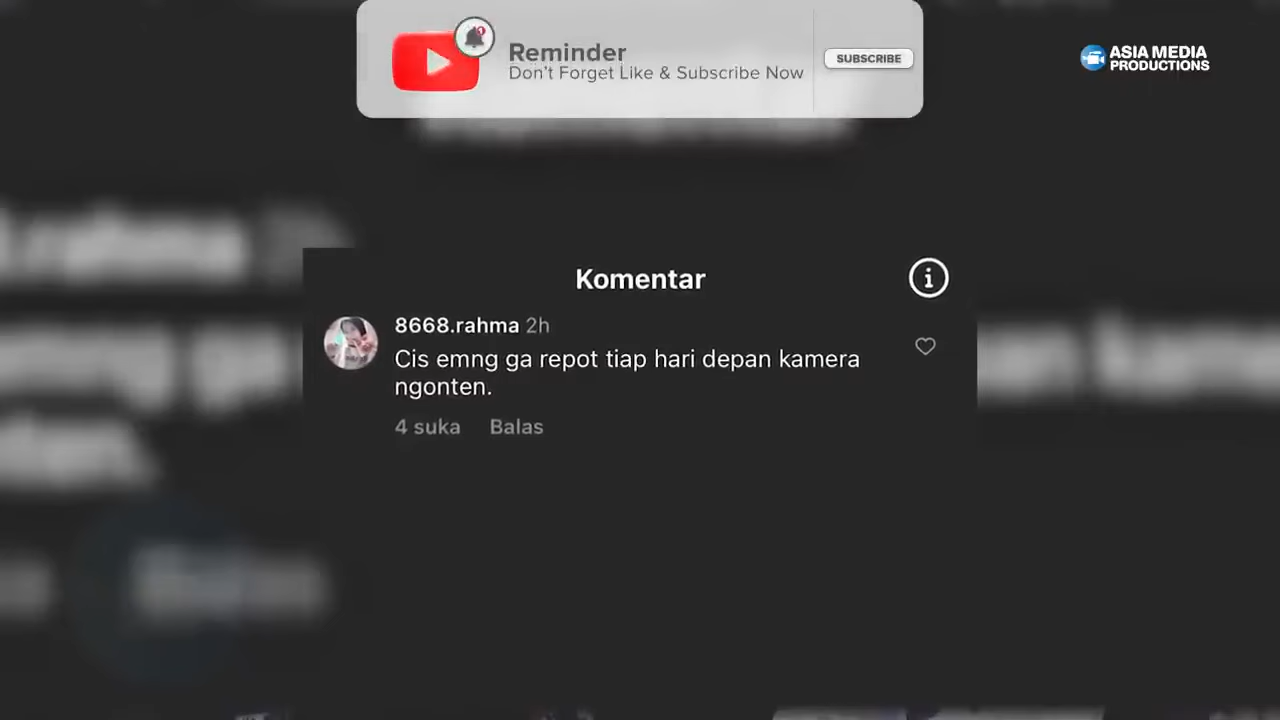 Reminder
Don't Forget Like & Subscribe Now
SUBSCRIBE
ASIA MEDIA
PRODUCTIONS
Komentar
8668.rahma 2h
Cis emng ga repot tiap hari depan kamera
ngonten.
4 suka Balas